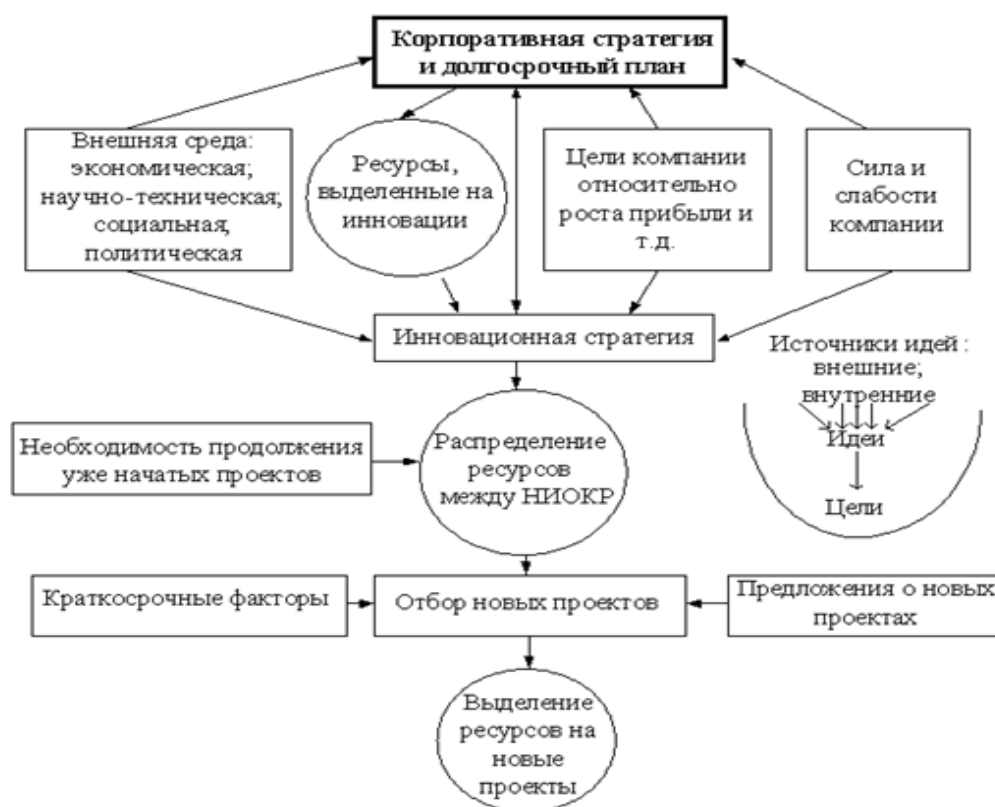 Корпоративная стратегия
и долгосрочный план
Внешняя среда:
экономическая;
научно-техническая;
социальная;
политическая
Ресурсы,
выделенные на
инновации
Цели компании
относительно
роста прибыли и
т.д.
Сила и
слабости
компании
Инновационная стратегия
Источники идей :
внешние;
внутренние
Идеи
Цели
Необходимость продолжения
уже начатых проектов
Распределение
ресурсов
между НИОКР
Краткосрочные факторы
Отбор новых проектов
Предложения о новых
проектах
Выделение
ресурсов на
новые
проекты